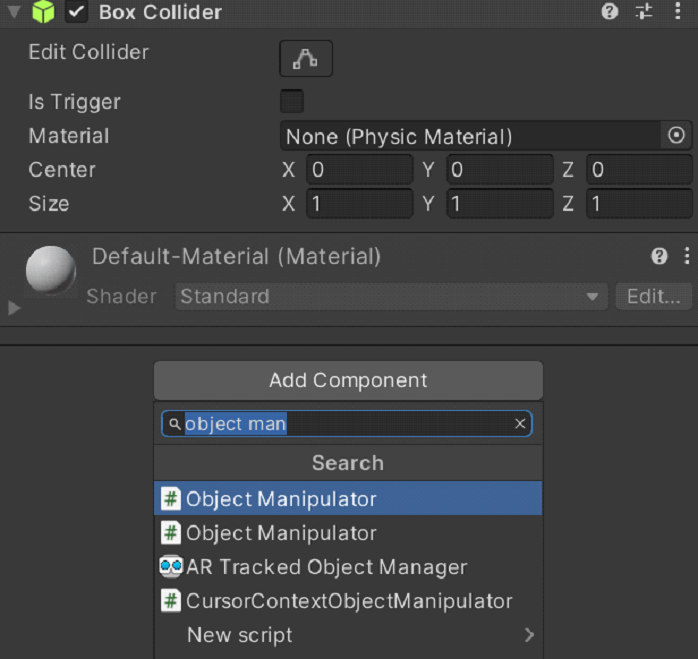 Box Collider
Edit Collider
Is Trigger
Material None (Physic Material)
Center X 0 Y 0 Z 0
Size X 1 Y 1 Z 1
Default-Material (Material)
Shader Standard Edit...
Add Component
object man
Search
Object Manipulator
Object Manipulator
AR Tracked Object Manager
CursorContextObjectManipulator
New script